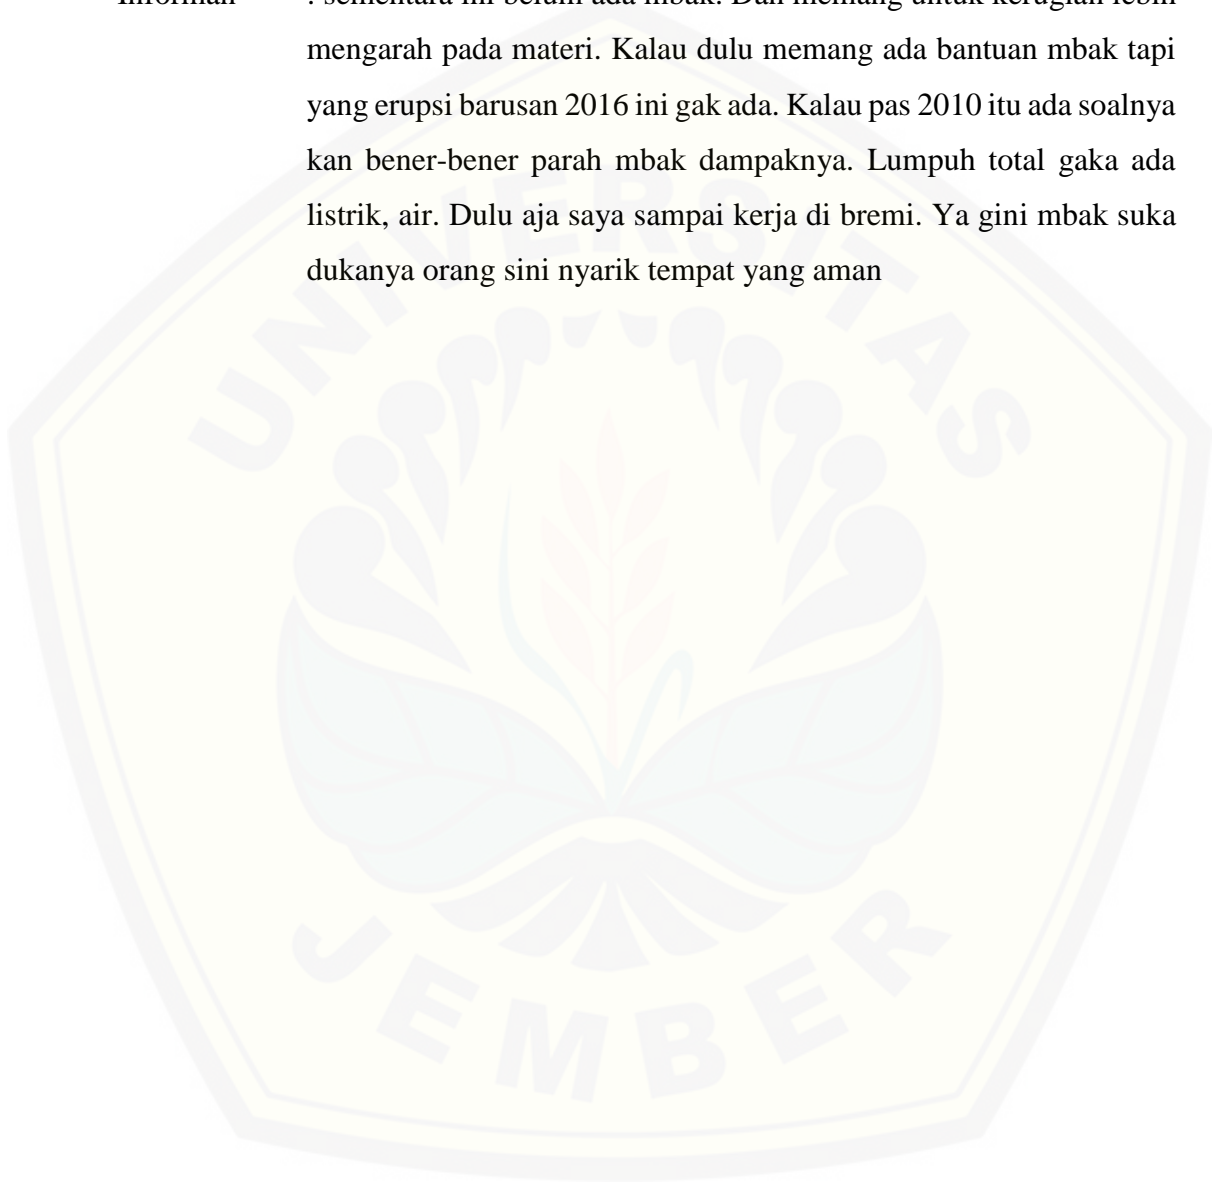 Informan : sementara ini belum ada mbak. Dan memang untuk kerugian lebih
mengarah pada materi. Kalau dulu memang ada bantuan mbak tapi
yang erupsi barusan 2016 ini gak ada. Kalau pas 2010 itu ada soalnya
kan bener-bener parah mbak dampaknya. Lumpuh total gaka ada
listrik, air. Dulu aja saya sampai kerja di bremi. Ya gini mbak suka
dukanya orang sini nyarik tempat yang aman
UNIVERSITAS
JEMBER